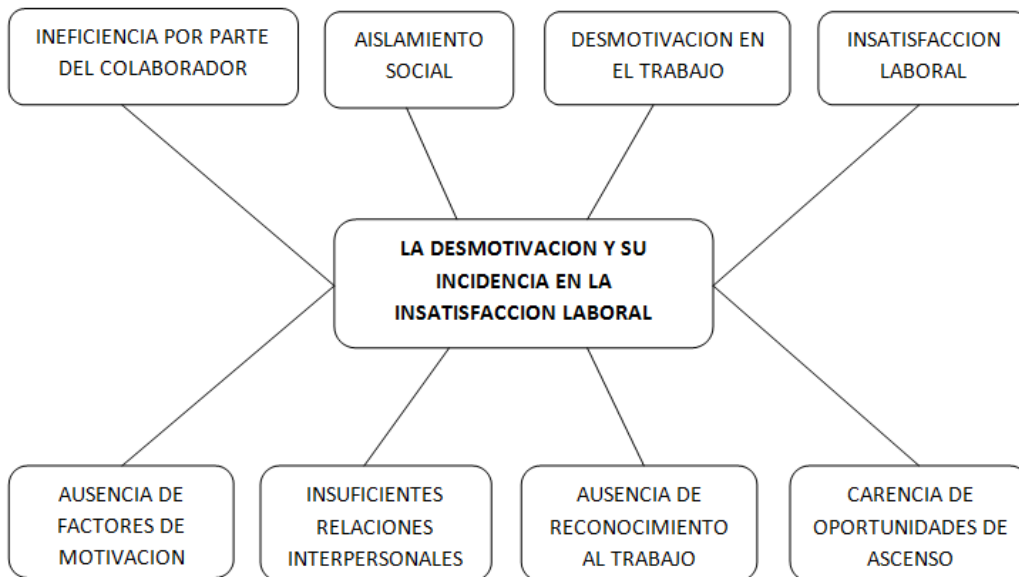 INEFICIENCIA POR PARTE
DEL COLABORADOR
AISLAMIENTO
SOCIAL
DESMOTIVACION EN
EL TRABAJO
INSATISFACCION
LABORAL
LA DESMOTIVACION Y SU
INCIDENCIA EN LA
INSATISFACCION LABORAL
AUSENCIA DE
FACTORES DE
MOTIVACION
INSUFICIENTES
RELACIONES
INTERPERSONALES
AUSENCIA DE
RECONOCIMIENTO
AL TRABAJO
CARENCIA DE
OPORTUNIDADES DE
ASCENSO